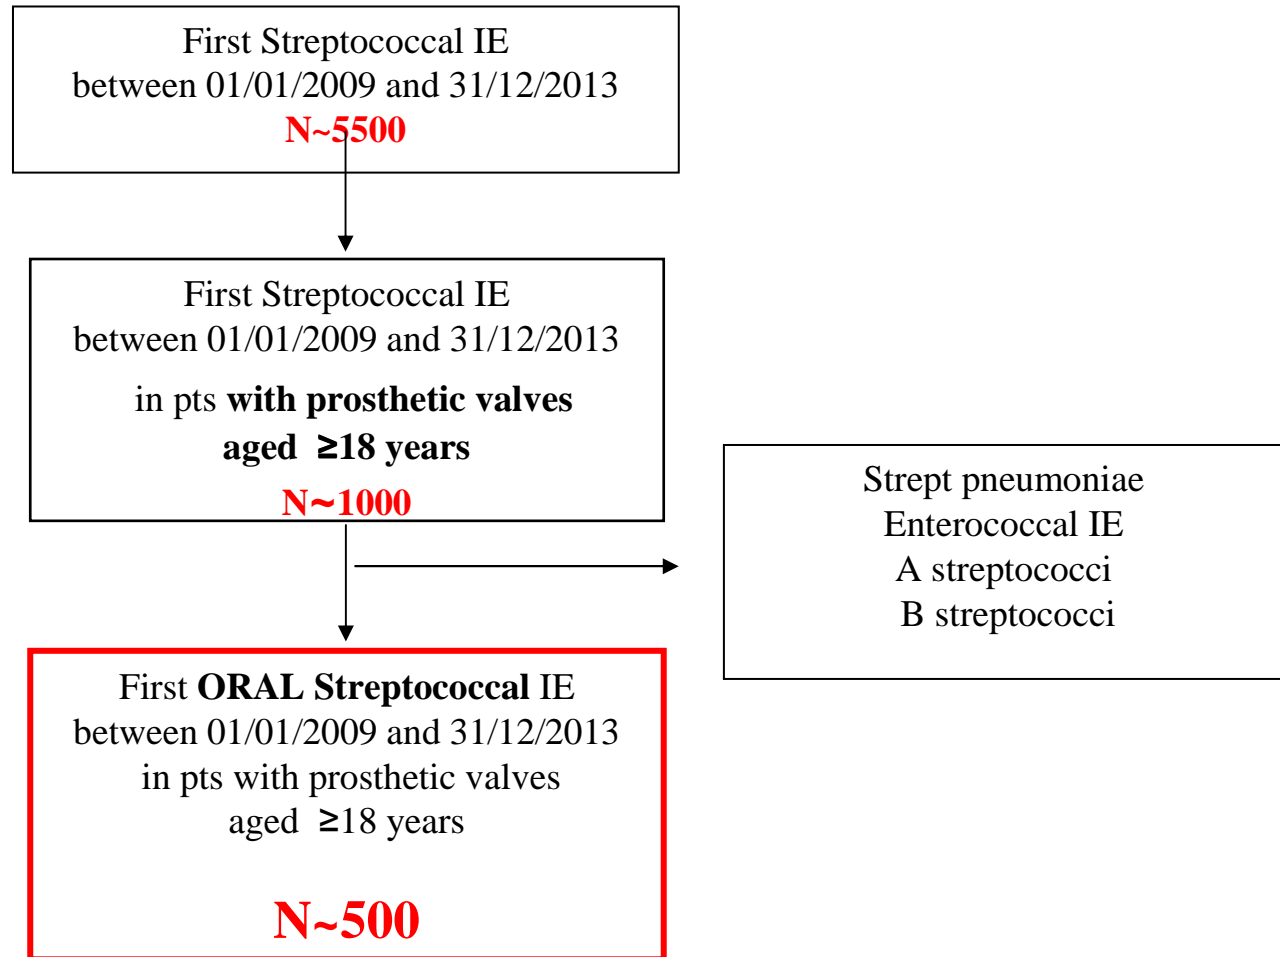 First Streptococcal IE
between 01/01/2009 and 31/12/2013
N~5500
First Streptococcal IE
between 01/01/2009 and 31/12/2013
in pts with prosthetic valves
aged ≥18 years
N~1000
Strept pneumoniae
Enterococcal IE
A streptococci
B streptococci
First ORAL Streptococcal IE
between 01/01/2009 and 31/12/2013
in pts with prosthetic valves
aged ≥18 years
N~500